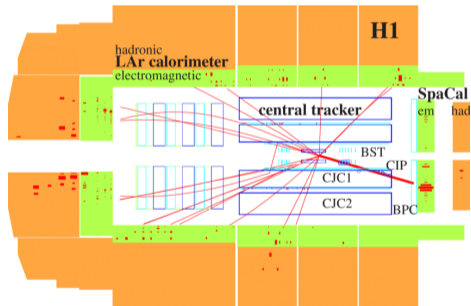 H1
hadronic
LAr calorimeter
electromagnetic
SpaCal
em had
central tracker
BST
CIP
CJC1
CJC2
BPC